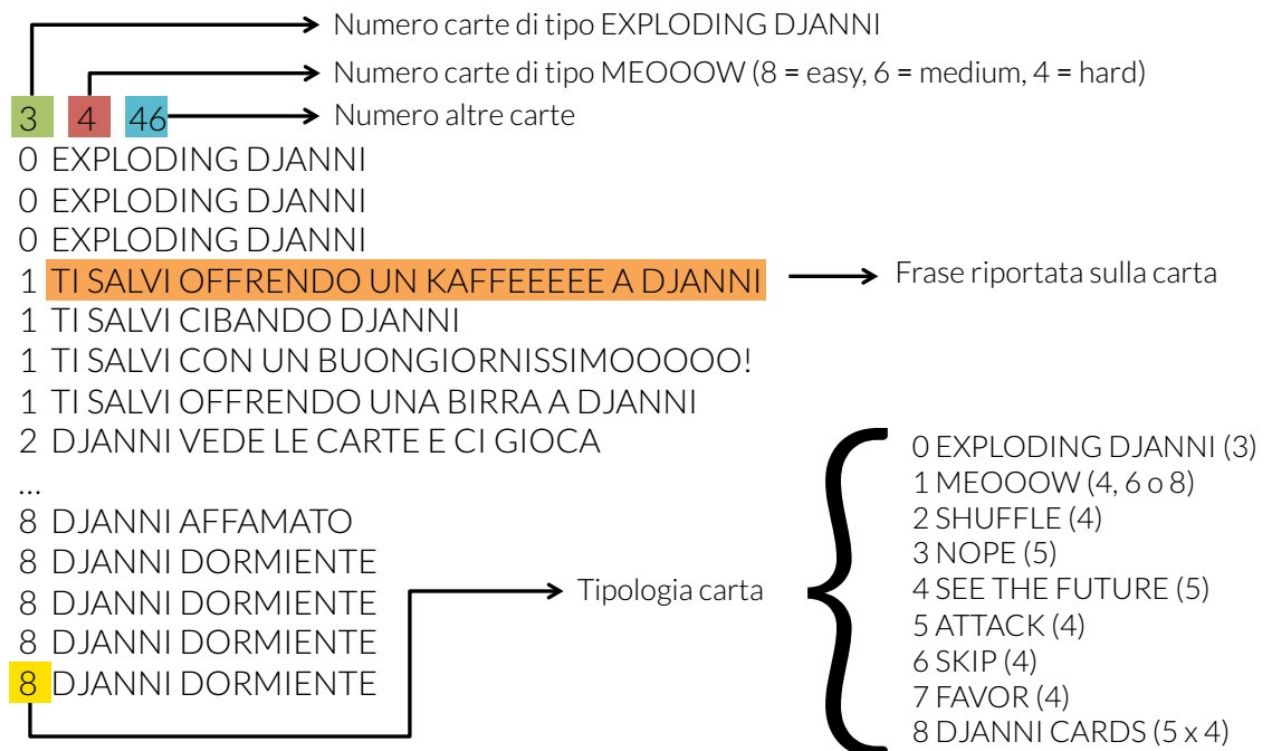 Numero carte di tipo EXPLODING DJANNI
Numero carte di tipo MEOOOW (8 = easy, 6 = medium, 4 = hard)
3 4 46 Numero altre carte
0 EXPLODING DJANNI
0 EXPLODING DJANNI
0 EXPLODING DJANNI
1 TI SALVI OFFRENDO UN KAFFEEEEE A DJANNI
Frase riportata sulla carta
1 TI SALVI CIBANDO DJANNI
1 TI SALVI CON UN BUONGIORNISSIMOOOOO!
1 TI SALVI OFFRENDO UNA BIRRA A DJANNI
2 DJANNI VEDE LE CARTE E CI GIOCA
...
8 DJANNI AFFAMATO
8 DJANNI DORMIENTE
8 DJANNI DORMIENTE
8 DJANNI DORMIENTE
8 DJANNI DORMIENTE
Tipologia carta
0 EXPLODING DJANNI (3)
1 MEOOOW (4, 6 o 8)
2 SHUFFLE (4)
3 NOPE (5)
4 SEE THE FUTURE (5)
5 ATTACK (4)
6 SKIP (4)
7 FAVOR (4)
8 DJANNI CARDS (5 x 4)